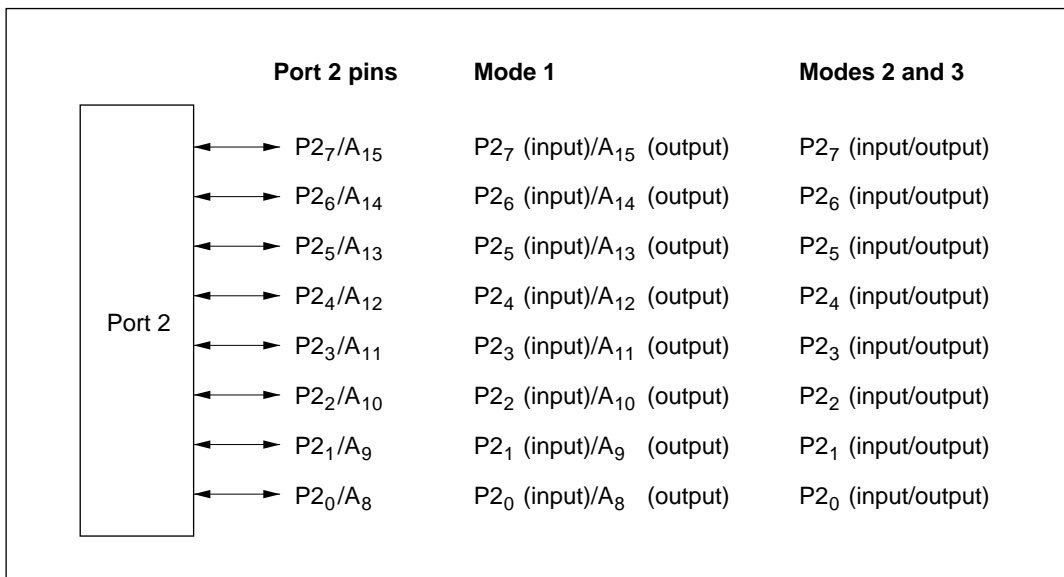 Port 2 pins Mode 1 Modes 2 and 3
P2₇/A₁₅ P2₇ (input)/A₁₅ (output) P2₇ (input/output)
P2₆/A₁₄ P2₆ (input)/A₁₄ (output) P2₆ (input/output)
P2₅/A₁₃ P2₅ (input)/A₁₃ (output) P2₅ (input/output)
P2₄/A₁₂ P2₄ (input)/A₁₂ (output) P2₄ (input/output)
Port 2
P2₃/A₁₁ P2₃ (input)/A₁₁ (output) P2₃ (input/output)
P2₂/A₁₀ P2₂ (input)/A₁₀ (output) P2₂ (input/output)
P2₁/A₉ P2₁ (input)/A₉ (output) P2₁ (input/output)
P2₀/A₈ P2₀ (input)/A₈ (output) P2₀ (input/output)